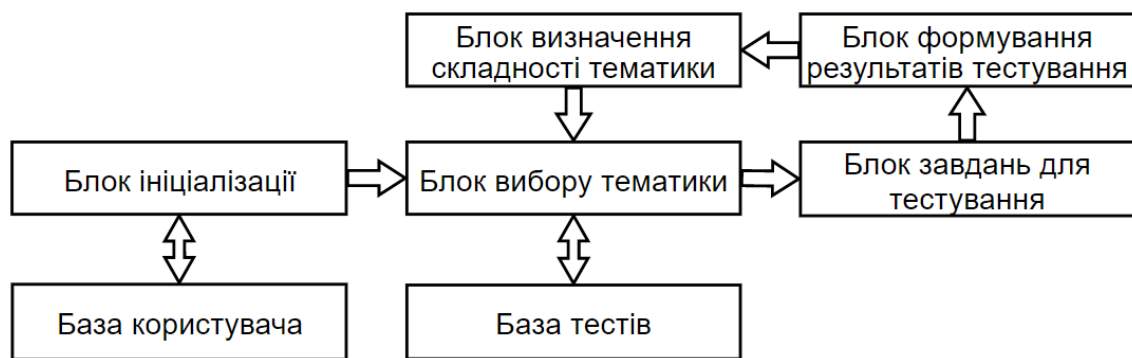 Блок визначення
складності тематики
Блок формування
результатів тестування
Блок ініціалізації
Блок вибору тематики
Блок завдань для
тестування
База користувача
База тестів